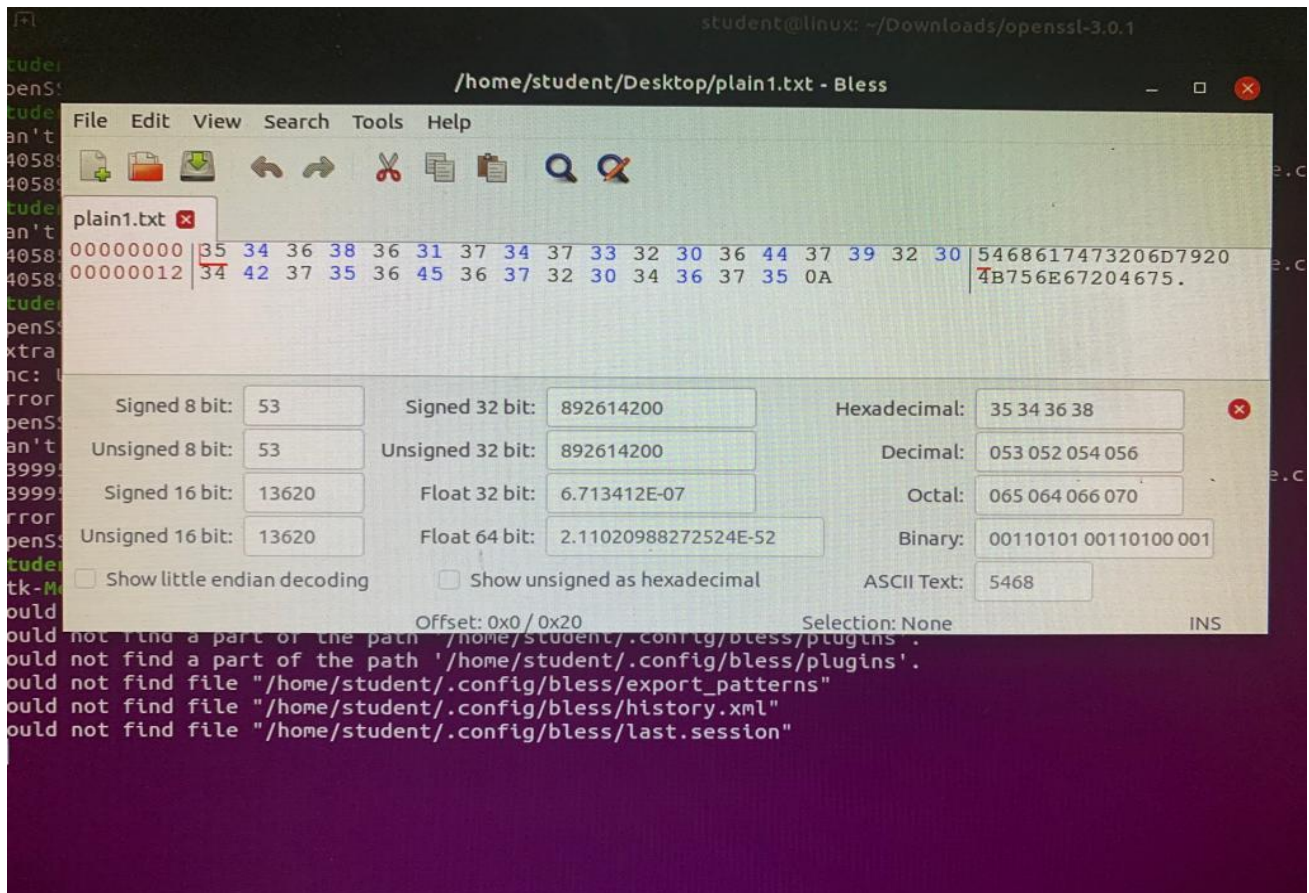 student@linux: ~/Downloads/openssl-3.0.1
/home/student/Desktop/plain1.txt - Bless
File Edit View Search Tools Help
plain1.txt
00000000 35 34 36 38 36 31 37 34 37 33 32 30 36 44 37 39 32 30 5468617473206D7920
00000012 34 42 37 35 36 45 36 37 32 30 34 36 37 35 0A 4B756E67204675.
Signed 8 bit: 53 Signed 32 bit: 892614200 Hexadecimal: 35 34 36 38
Unsigned 8 bit: 53 Unsigned 32 bit: 892614200 Decimal: 053 052 054 056
Signed 16 bit: 13620 Float 32 bit: 6.713412E-07 Octal: 065 064 066 070
Unsigned 16 bit: 13620 Float 64 bit: 2.11020988272524E-52 Binary: 00110101 00110100 001
Show little endian decoding Show unsigned as hexadecimal ASCII Text: 5468
Offset: 0x0 / 0x20 Selection: None INS
ould not find a part of the path '/home/student/.config/bless/plugins'.
ould not find a part of the path '/home/student/.config/bless/plugins'.
ould not find file "/home/student/.config/bless/export_patterns"
ould not find file "/home/student/.config/bless/history.xml"
ould not find file "/home/student/.config/bless/last.session"